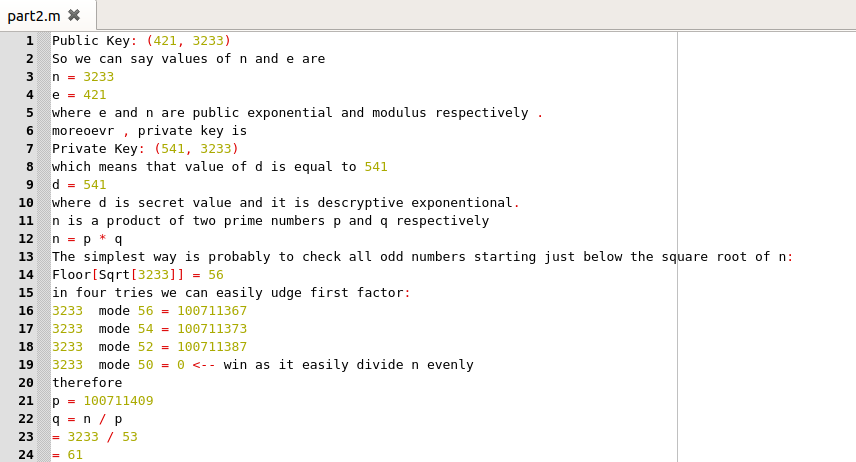 part2.m ✖
1 Public Key: (421, 3233)
2 So we can say values of n and e are
3 n = 3233
4 e = 421
5 where e and n are public exponential and modulus respectively .
6 moreoevr , private key is
7 Private Key: (541, 3233)
8 which means that value of d is equal to 541
9 d = 541
10 where d is secret value and it is descryptive exponentional.
11 n is a product of two prime numbers p and q respectively
12 n = p * q
13 The simplest way is probably to check all odd numbers starting just below the square root of n:
14 Floor[Sqrt[3233]] = 56
15 in four tries we can easily udge first factor:
16 3233  mode 56 = 100711367
17 3233  mode 54 = 100711373
18 3233  mode 52 = 100711387
19 3233  mode 50 = 0 <-- win as it easily divide n evenly
20 therefore
21 p = 100711409
22 q = n / p
23 = 3233 / 53
24 = 61